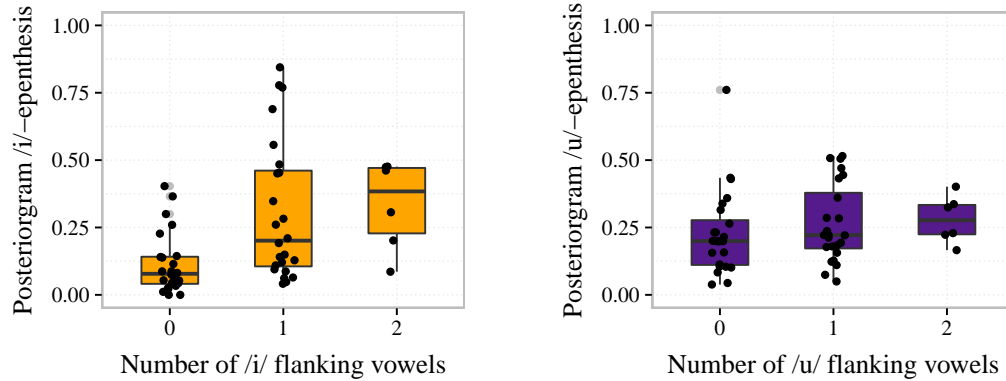 Posteriorgram /i/−epenthesis
1.00
0.75
0.50
0.25
0.00
0 1 2
Number of /i/ flanking vowels
Posteriorgram /u/−epenthesis
1.00
0.75
0.50
0.25
0.00
0 1 2
Number of /u/ flanking vowels